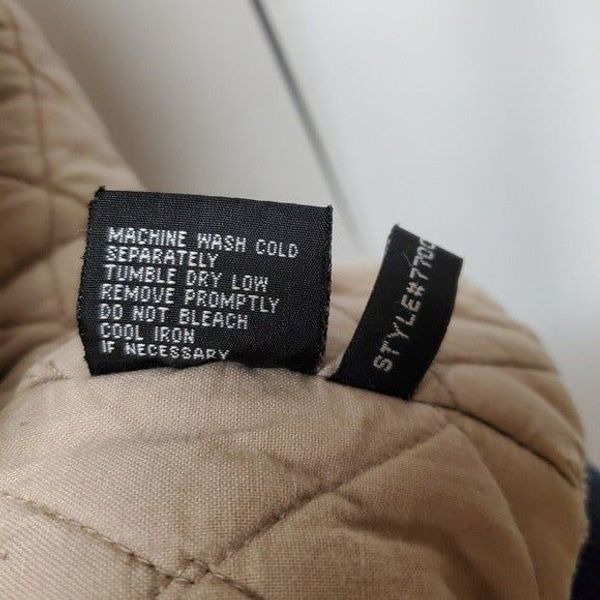 MACHINE WASH COLD
SEPARATELY
TUMBLE DRY LOW
REMOVE PROMPTLY
DO NOT BLEACH
COOL IRON
IF NECESSARY